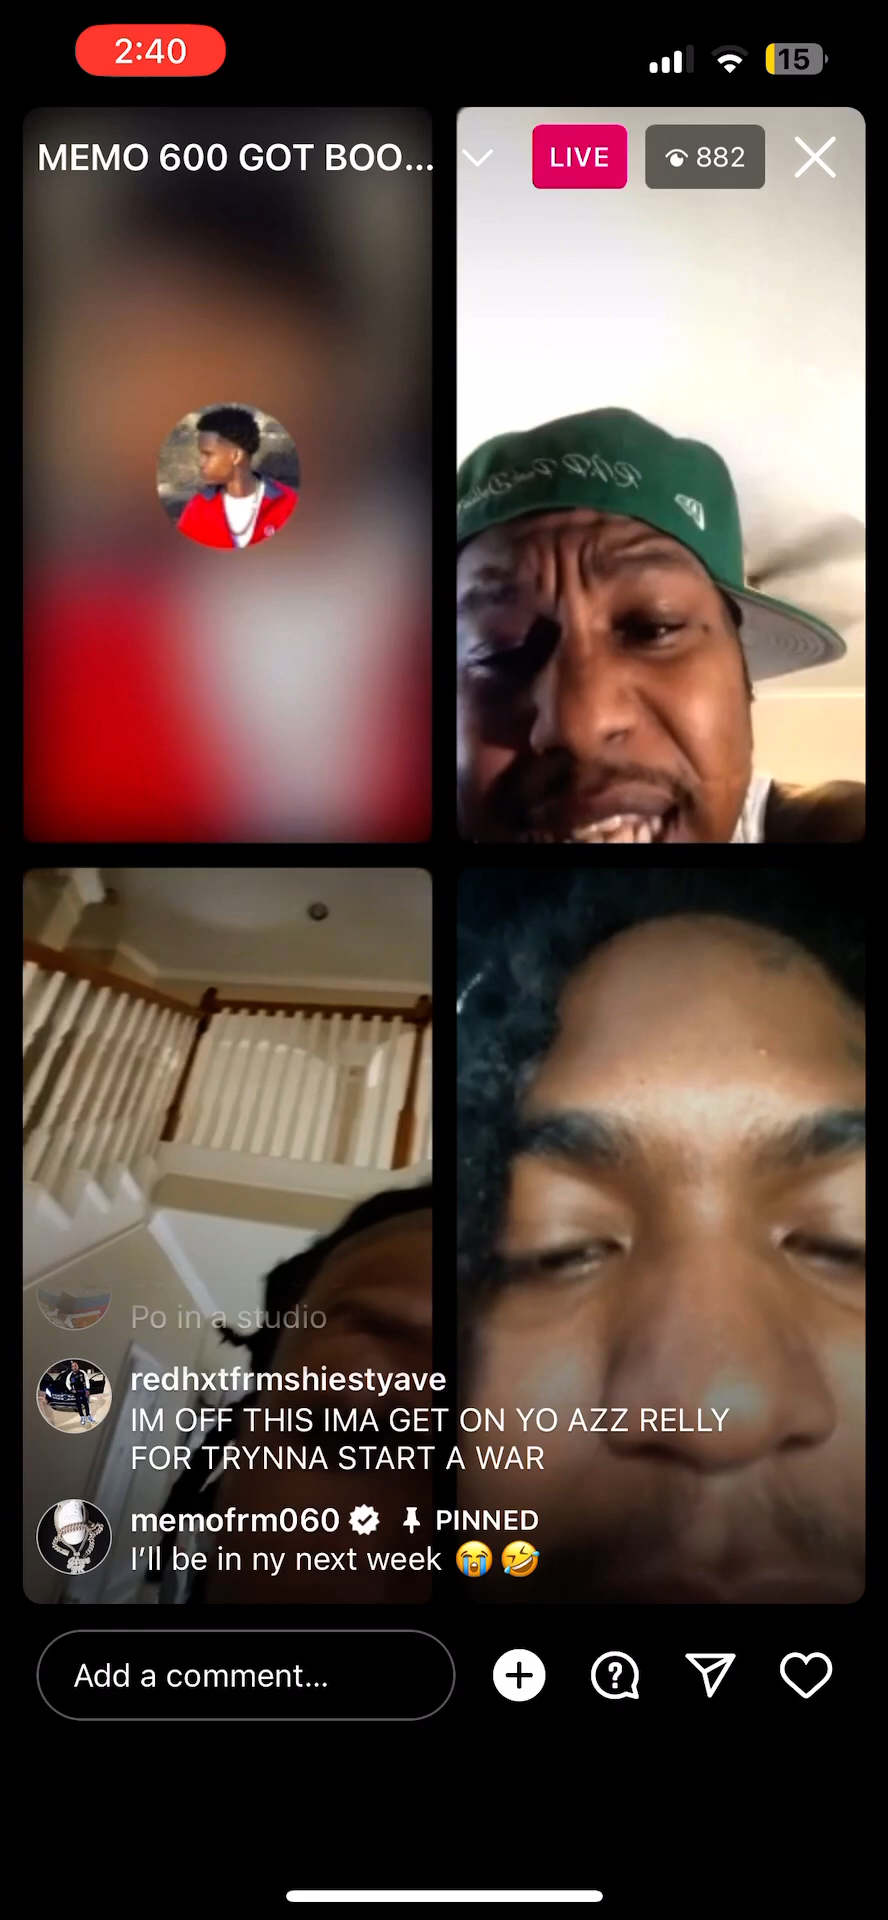 2:40
15
MEMO 600 GOT BOO...
LIVE
882
Po in a studio
redhxtfrmshiestyave
IM OFF THIS IMA GET ON YO AZZ RELLY
FOR TRYNNA START A WAR
memofrm060 PINNED
I'll be in ny next week 😭🤣
Add a comment...